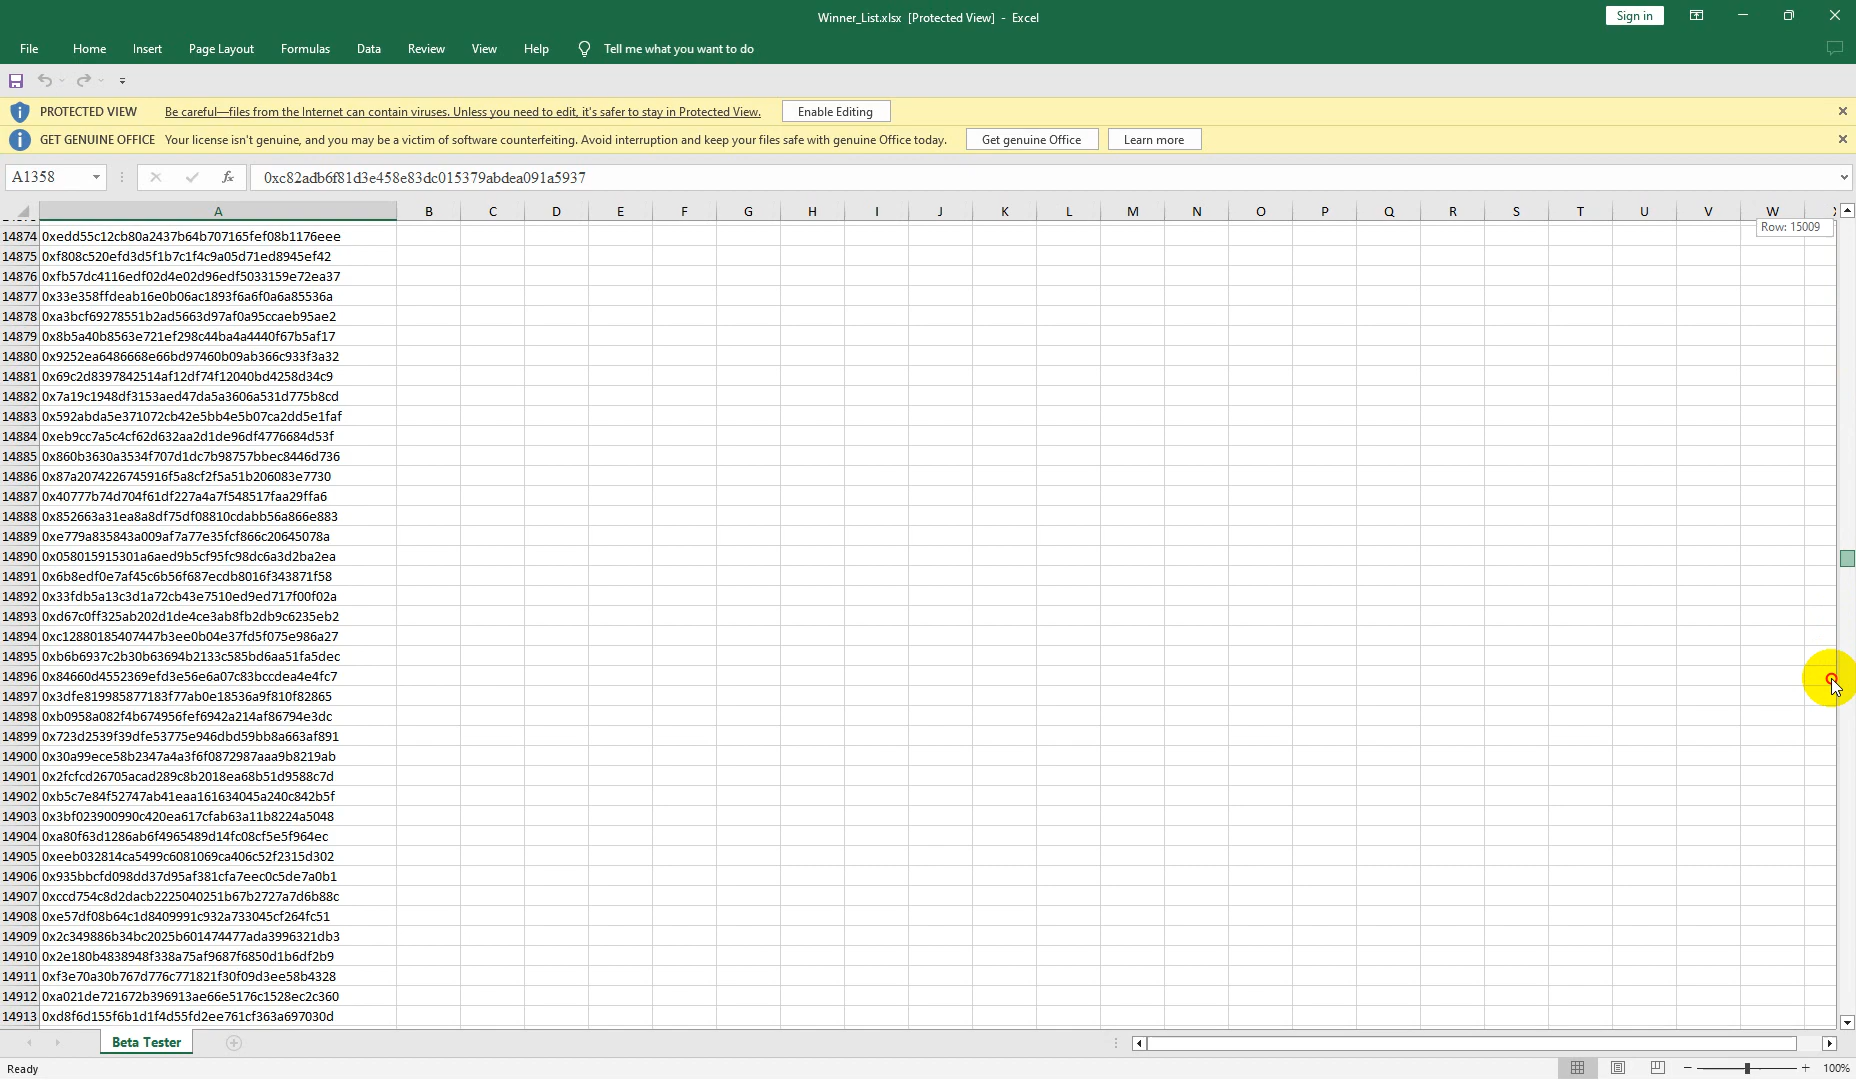 Winner_List.xlsx  [Protected View]  -  Excel
Sign in
File Home Insert Page Layout Formulas Data Review View Help Tell me what you want to do
PROTECTED VIEW Be careful—files from the Internet can contain viruses. Unless you need to edit, it's safer to stay in Protected View. Enable Editing
GET GENUINE OFFICE Your license isn't genuine, and you may be a victim of software counterfeiting. Avoid interruption and keep your files safe with genuine Office today. Get genuine Office Learn more
A1358 fx 0xc82adb6f81d3e458e83dc015379abdea091a5937
A B C D E F G H I J K L M N O P Q R S T U V W
Row: 15009
14874 0xedd55c12cb80a2437b64b707165fef08b1176eee
14875 0xf808c520efd3d5f1b7c1f4c9a05d71ed8945ef42
14876 0xfb57dc4116edf02d4e02d96edf5033159e72ea37
14877 0x33e358ffdeab16e0b06ac1893f6a6f0a6a85536a
14878 0xa3bcf69278551b2ad5663d97af0a95ccaeb95ae2
14879 0x8b5a40b8563e721ef298c44ba4a4440f67b5af17
14880 0x9252ea6486668e66bd97460b09ab366c933f3a32
14881 0x69c2d8397842514af12df74f12040bd4258d34c9
14882 0x7a19c1948df3153aed47da5a3606a531d775b8cd
14883 0x592abda5e371072cb42e5bb4e5b07ca2dd5e1faf
14884 0xeb9cc7a5c4cf62d632aa2d1de96df4776684d53f
14885 0x860b3630a3534f707d1dc7b98757bbec8446d736
14886 0x87a2074226745916f5a8cf2f5a51b206083e7730
14887 0x40777b74d704f61df227a4a7f548517faa29ffa6
14888 0x852663a31ea8a8df75df08810cdabb56a866e883
14889 0xe779a835843a009af7a77e35fcf866c20645078a
14890 0x058015915301a6aed9b5cf95fc98dc6a3d2ba2ea
14891 0x6b8edf0e7af45c6b56f687ecdb8016f343871f58
14892 0x33fdb5a13c3d1a72cb43e7510ed9ed717f00f02a
14893 0xd67c0ff325ab202d1de4ce3ab8fb2db9c6235eb2
14894 0xc12880185407447b3ee0b04e37fd5f075e986a27
14895 0xb6b6937c2b30b63694b2133c585bd6aa51fa5dec
14896 0x84660d4552369efd3e56e6a07c83bccdea4e4fc7
14897 0x3dfe819985877183f77ab0e18536a9f810f82865
14898 0xb0958a082f4b674956fef6942a214af86794e3dc
14899 0x723d2539f39dfe53775e946dbd59bb8a663af891
14900 0x30a99ece58b2347a4a3f6f0872987aaa9b8219ab
14901 0x2fcfcd26705acad289c8b2018ea68b51d9588c7d
14902 0xb5c7e84f52747ab41eaa161634045a240c842b5f
14903 0x3bf023900990c420ea617cfab63a11b8224a5048
14904 0xa80f63d1286ab6f4965489d14fc08cf5e5f964ec
14905 0xeeb032814ca5499c6081069ca406c52f2315d302
14906 0x935bbcfd098dd37d95af381cfa7eec0c5de7a0b1
14907 0xccd754c8d2dacb2225040251b67b2727a7d6b88c
14908 0xe57df08b64c1d8409991c932a733045cf264fc51
14909 0x2c349886b34bc2025b601474477ada3996321db3
14910 0x2e180b4838948f338a75af9687f6850d1b6df2b9
14911 0xf3e70a30b767d776c771821f30f09d3ee58b4328
14912 0xa021de721672b396913ae66e5176c1528ec2c360
14913 0xd8f6d155f6b1d1f4d55fd2ee761cf363a697030d
Beta Tester
Ready
100%